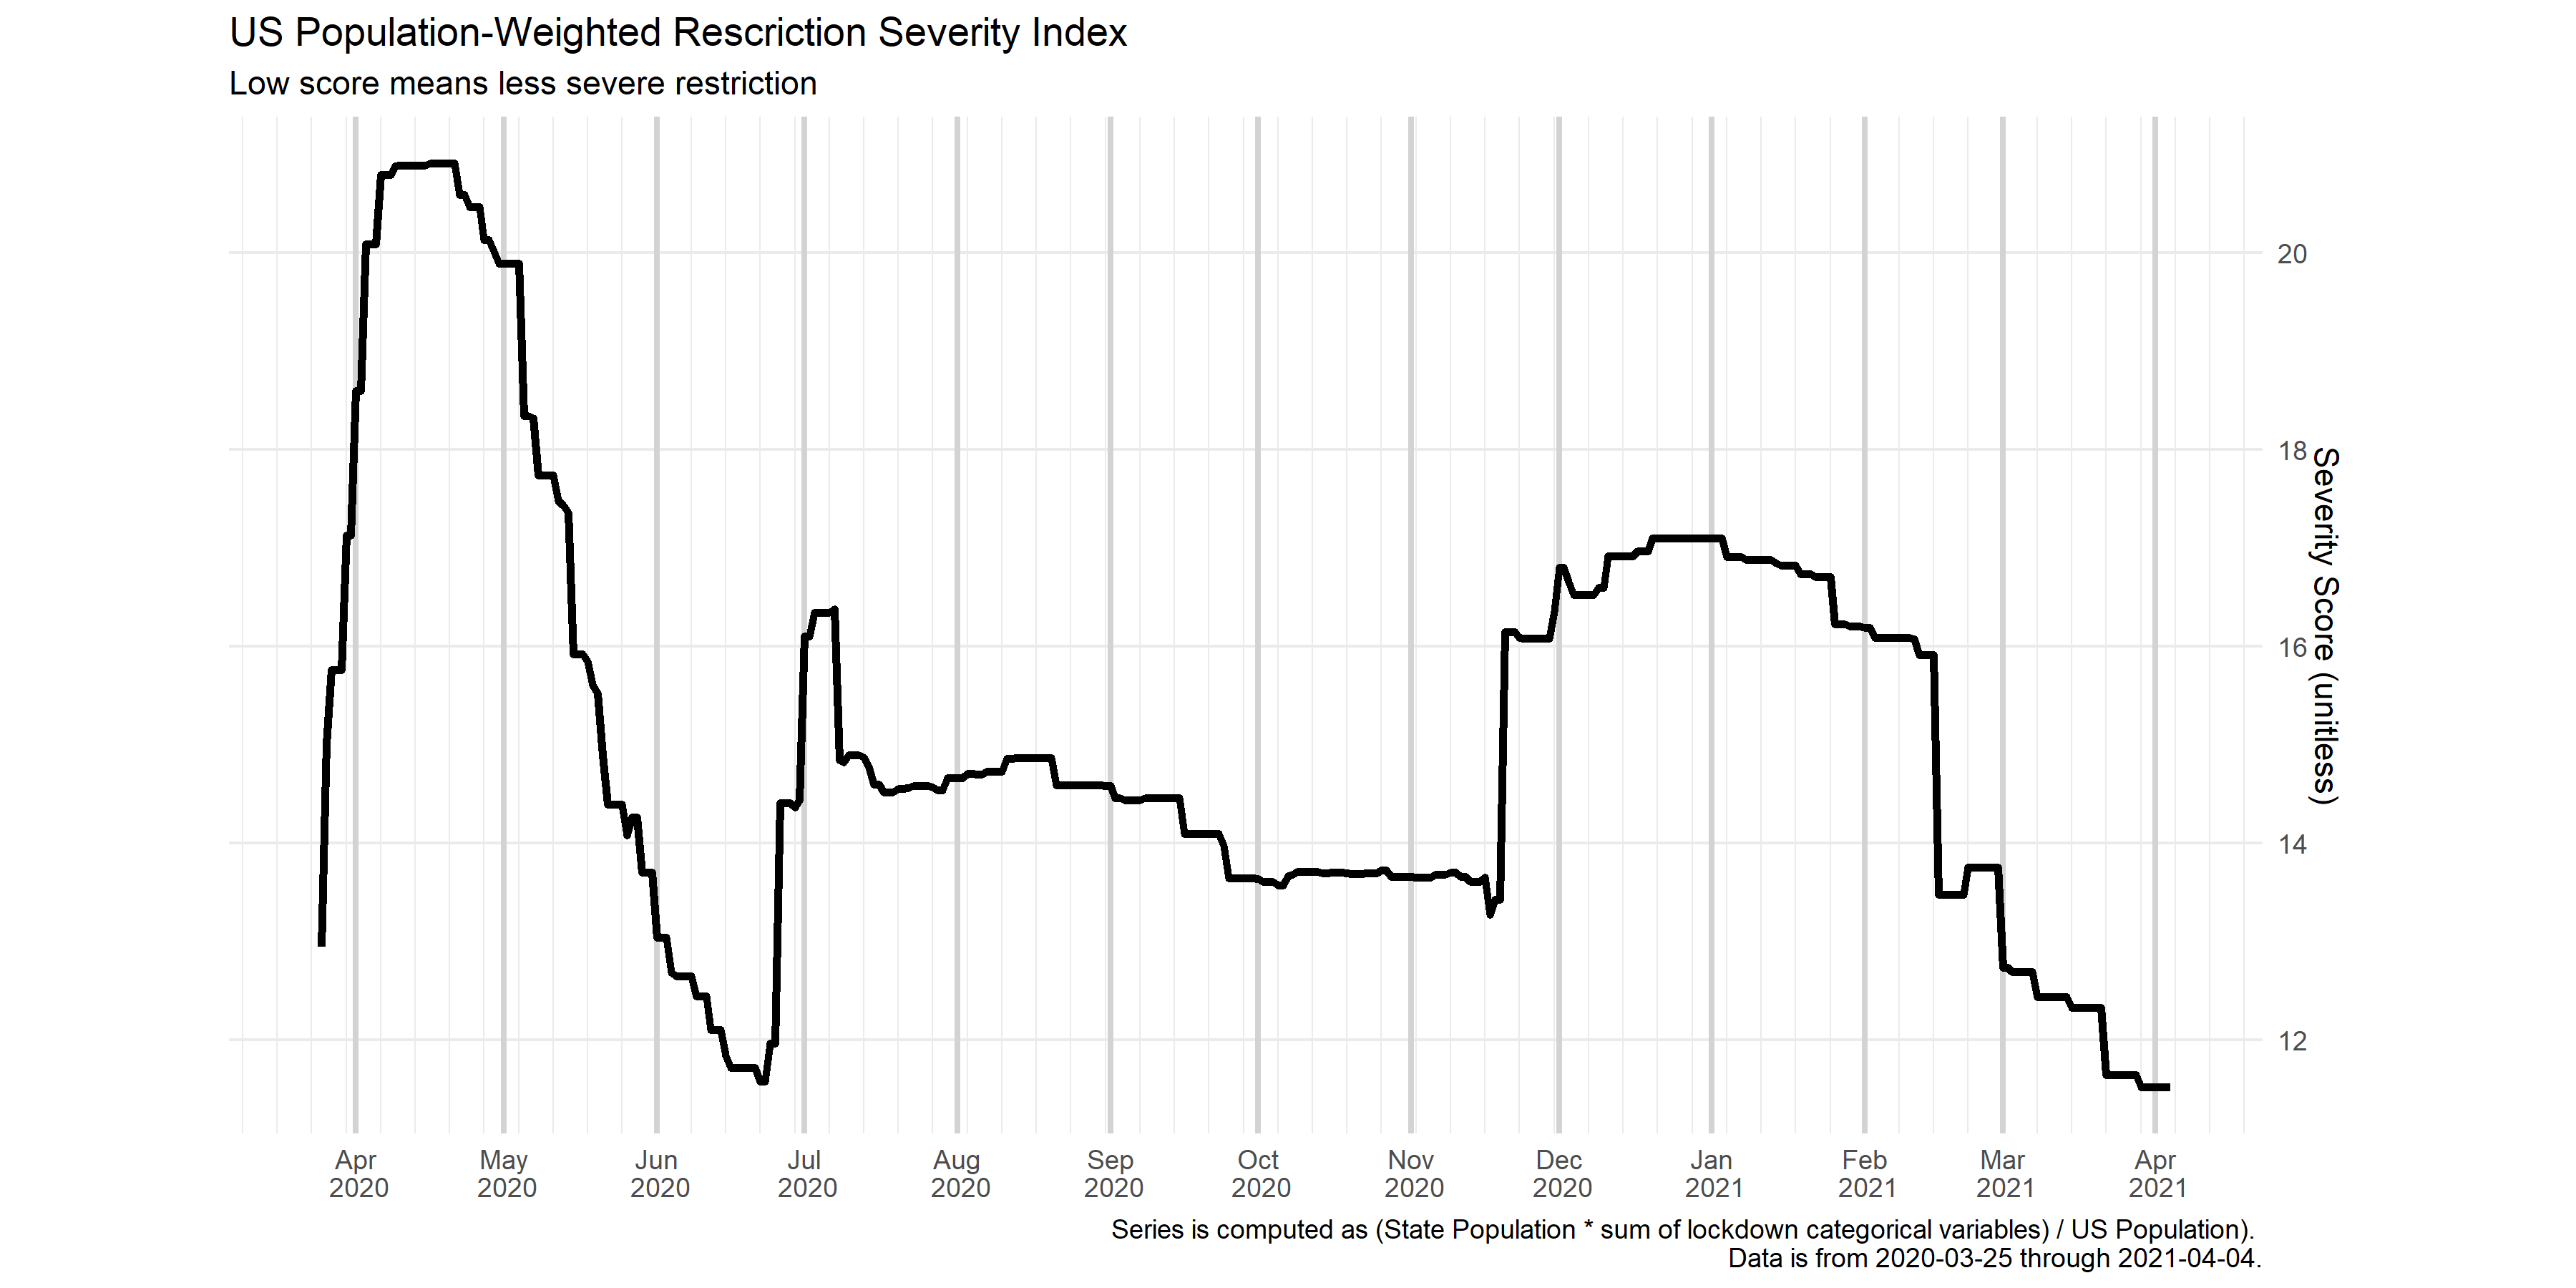 US Population-Weighted Rescriction Severity Index
Low score means less severe restriction
20
18
16
14
12
Severity Score (unitless)
Apr May Jun Jul Aug Sep Oct Nov Dec Jan Feb Mar Apr
2020 2020 2020 2020 2020 2020 2020 2020 2020 2021 2021 2021 2021
Series is computed as (State Population * sum of lockdown categorical variables) / US Population).
Data is from 2020-03-25 through 2021-04-04.